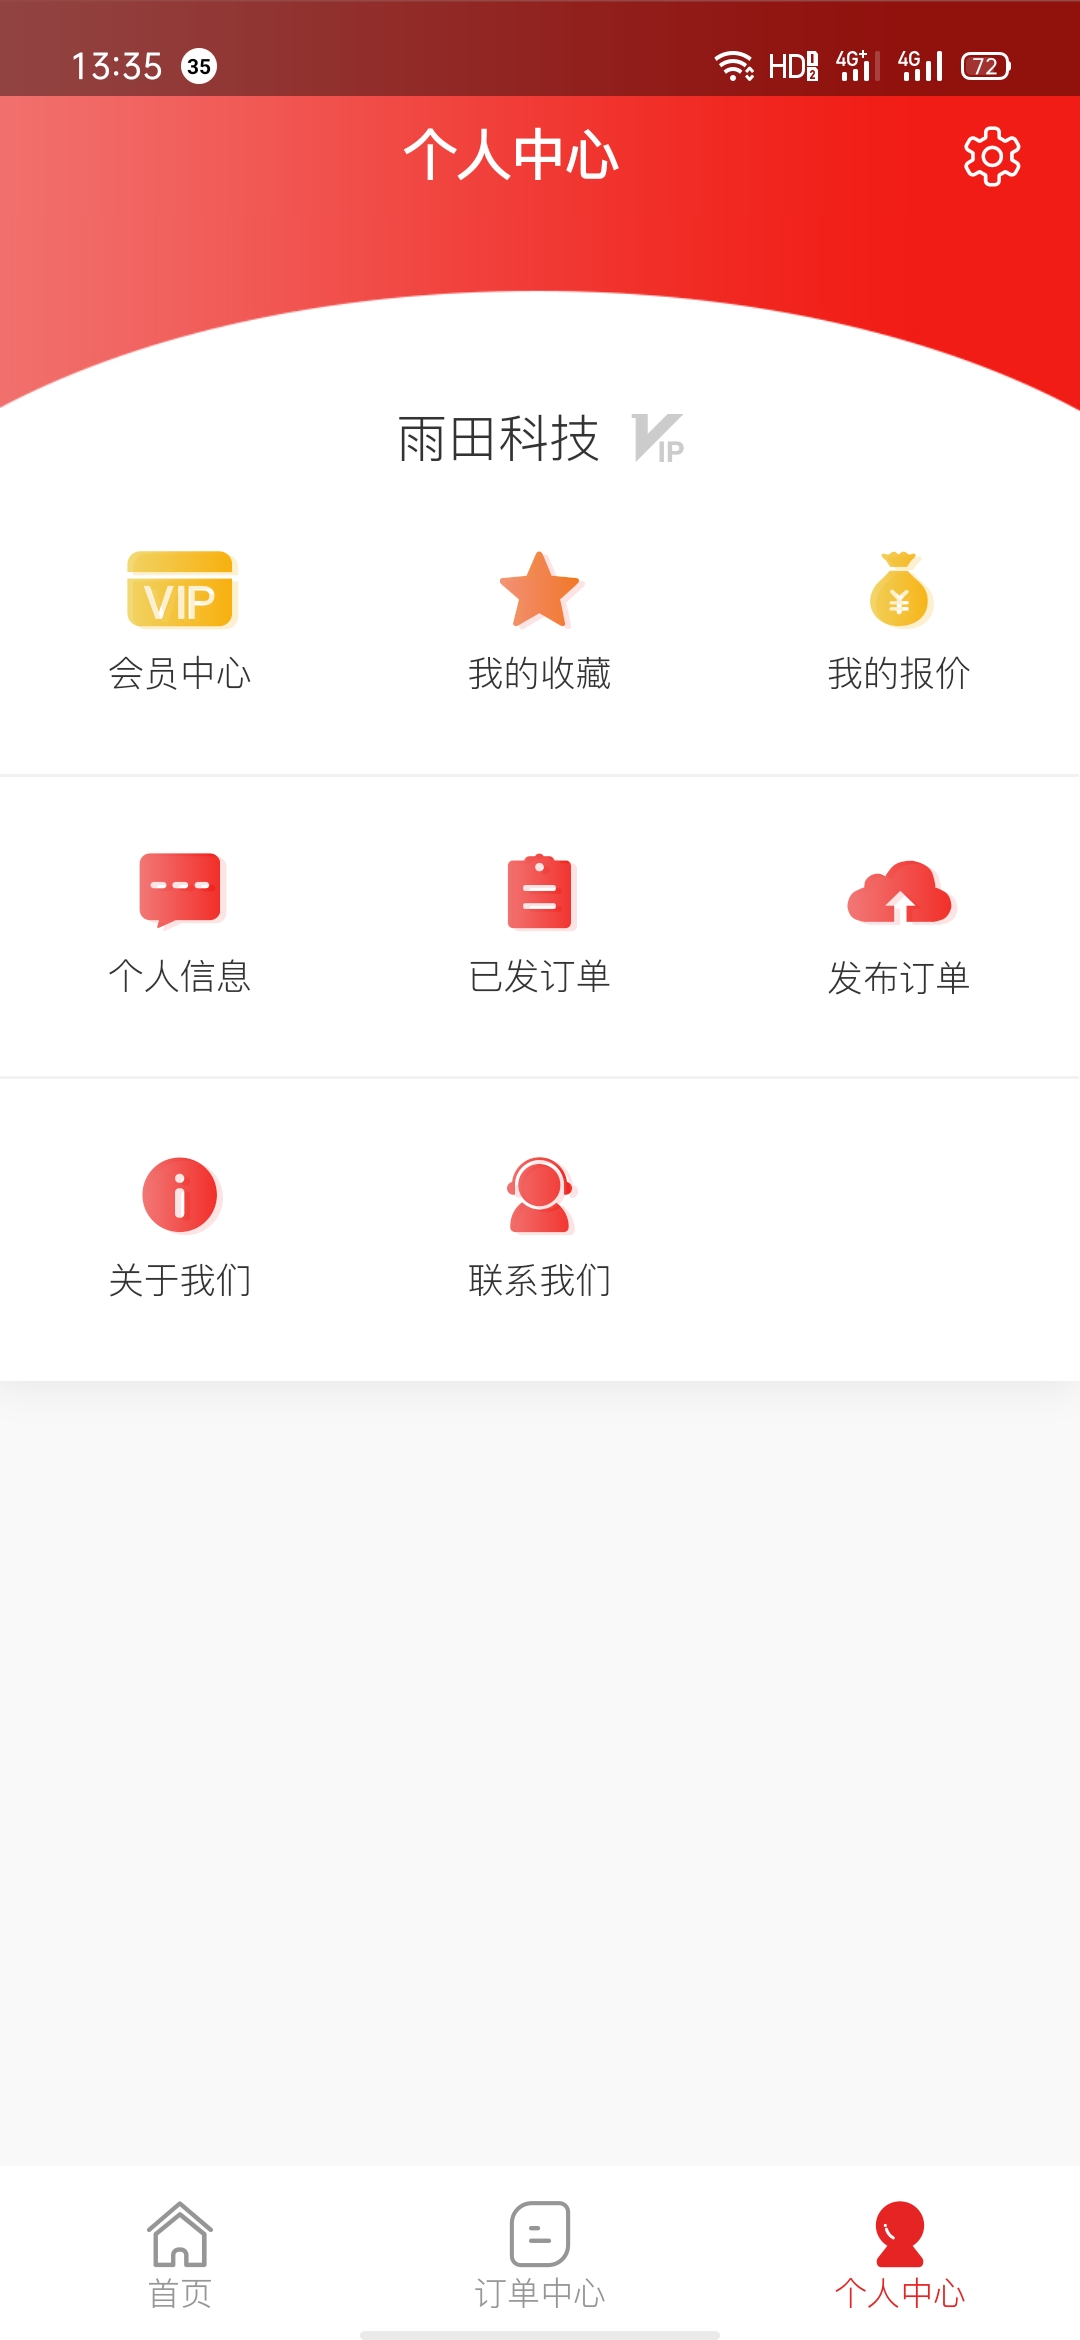 13:35 35 HD 1 2 4G+ 4G 72
个人中心
雨田科技 VIP
VIP ¥
会员中心 我的收藏 我的报价
个人信息 已发订单 发布订单
关于我们 联系我们
首页 订单中心 个人中心